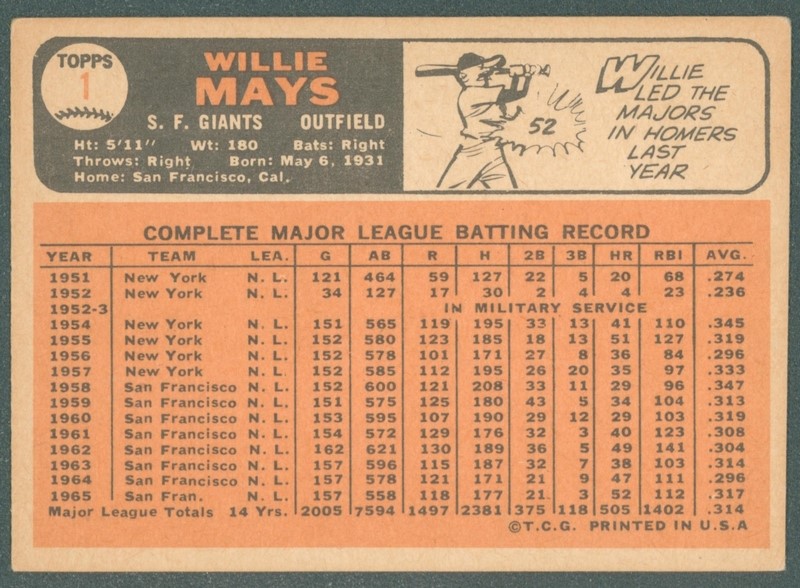 TOPPS
1
WILLIE
MAYS
S. F. GIANTS OUTFIELD
Ht: 5'11" Wt: 180 Bats: Right
Throws: Right Born: May 6, 1931
Home: San Francisco, Cal.
52
WILLIE
LED THE
MAJORS
IN HOMERS
LAST
YEAR
COMPLETE MAJOR LEAGUE BATTING RECORD
YEAR TEAM LEA. G AB R H 2B 3B HR RBI AVG.
1951 New York N. L. 121 464 59 127 22 5 20 68 .274
1952 New York N. L. 34 127 17 30 2 4 4 23 .236
1952-3 IN MILITARY SERVICE
1954 New York N. L. 151 565 119 195 33 13 41 110 .345
1955 New York N. L. 152 580 123 185 18 13 51 127 .319
1956 New York N. L. 152 578 101 171 27 8 36 84 .296
1957 New York N. L. 152 585 112 195 26 20 35 97 .333
1958 San Francisco N. L. 152 600 121 208 33 11 29 96 .347
1959 San Francisco N. L. 151 575 125 180 43 5 34 104 .313
1960 San Francisco N. L. 153 595 107 190 29 12 29 103 .319
1961 San Francisco N. L. 154 572 129 176 32 3 40 123 .308
1962 San Francisco N. L. 162 621 130 189 36 5 49 141 .304
1963 San Francisco N. L. 157 596 115 187 32 7 38 103 .314
1964 San Francisco N. L. 157 578 121 171 21 9 47 111 .296
1965 San Fran. N. L. 157 558 118 177 21 3 52 112 .317
Major League Totals 14 Yrs. 2005 7594 1497 2381 375 118 505 1402 .314
©T.C.G. PRINTED IN U.S.A